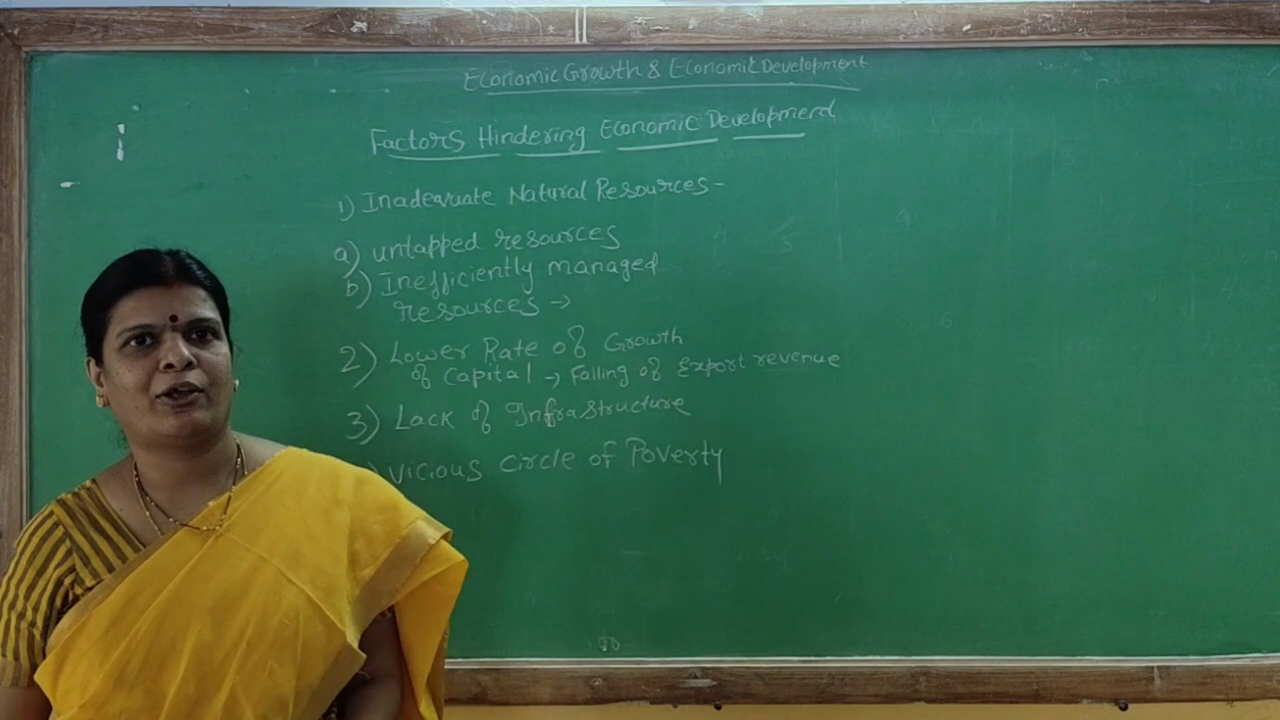 Economic Growth & Economic Development
Factors Hindering Economic Development
1) Inadequate Natural Resources-
a) untapped resources
b) Inefficiently managed
resources →
2) Lower Rate of Growth
of Capital → Falling of Export revenue
3) Lack of Infrastructure
) Vicious Circle of Poverty